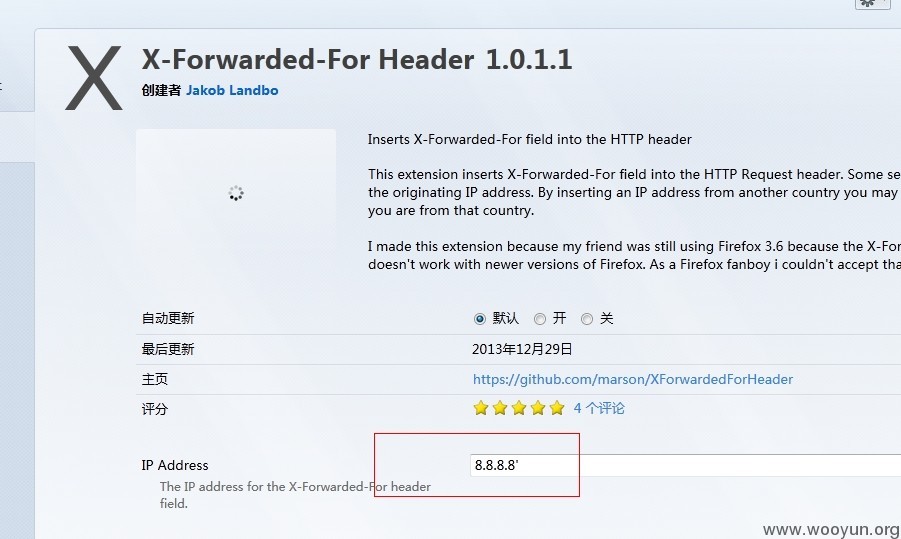 X
X-Forwarded-For Header 1.0.1.1
创建者 Jakob Landbo
Inserts X-Forwarded-For field into the HTTP header
This extension inserts X-Forwarded-For field into the HTTP Request header. Some se
the originating IP address. By inserting an IP address from another country you may
you are from that country.
I made this extension because my friend was still using Firefox 3.6 because the X-For
doesn't work with newer versions of Firefox. As a Firefox fanboy i couldn't accept tha
自动更新 默认 开 关
最后更新 2013年12月29日
主页 https://github.com/marson/XForwardedForHeader
评分 4 个评论
IP Address 8.8.8.8'
The IP address for the X-Forwarded-For header
field.
www.wooyun.org